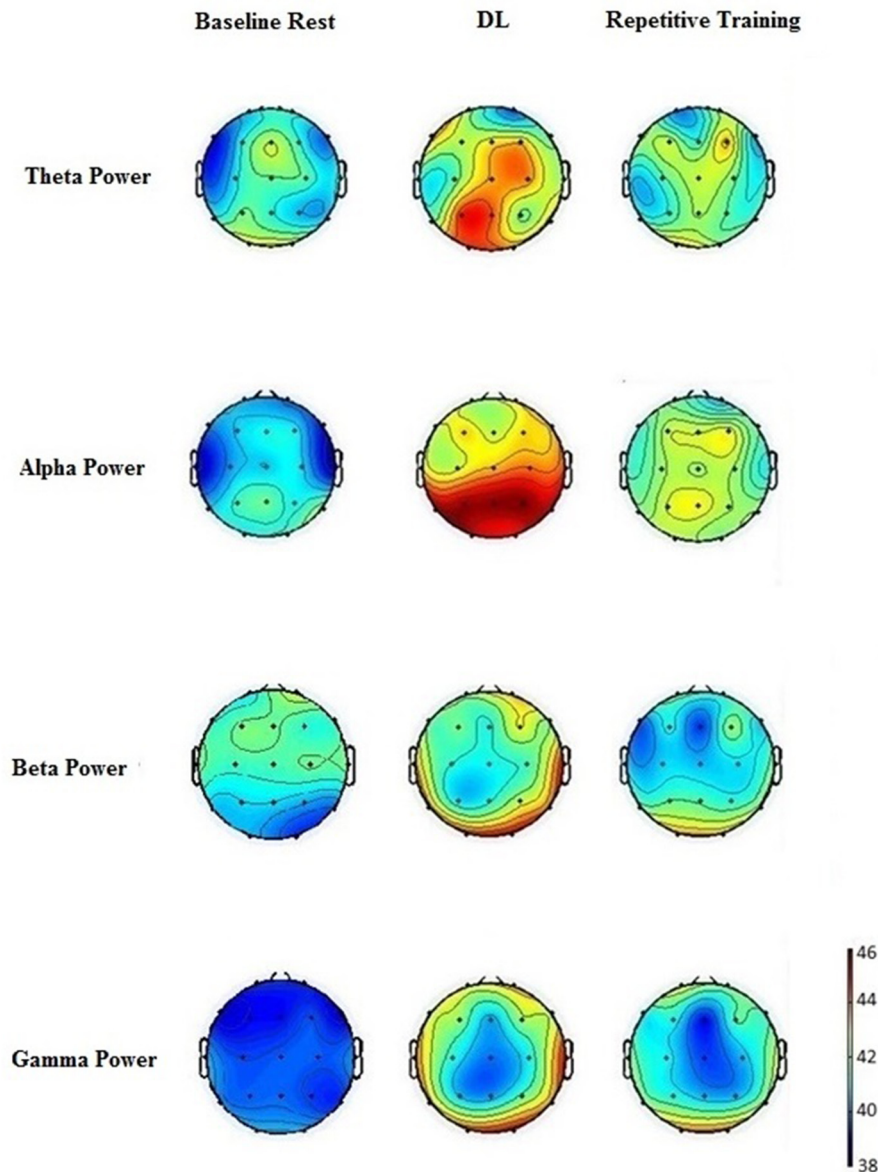 Baseline Rest DL Repetitive Training
Theta Power
Alpha Power
Beta Power
Gamma Power
46
44
42
40
38